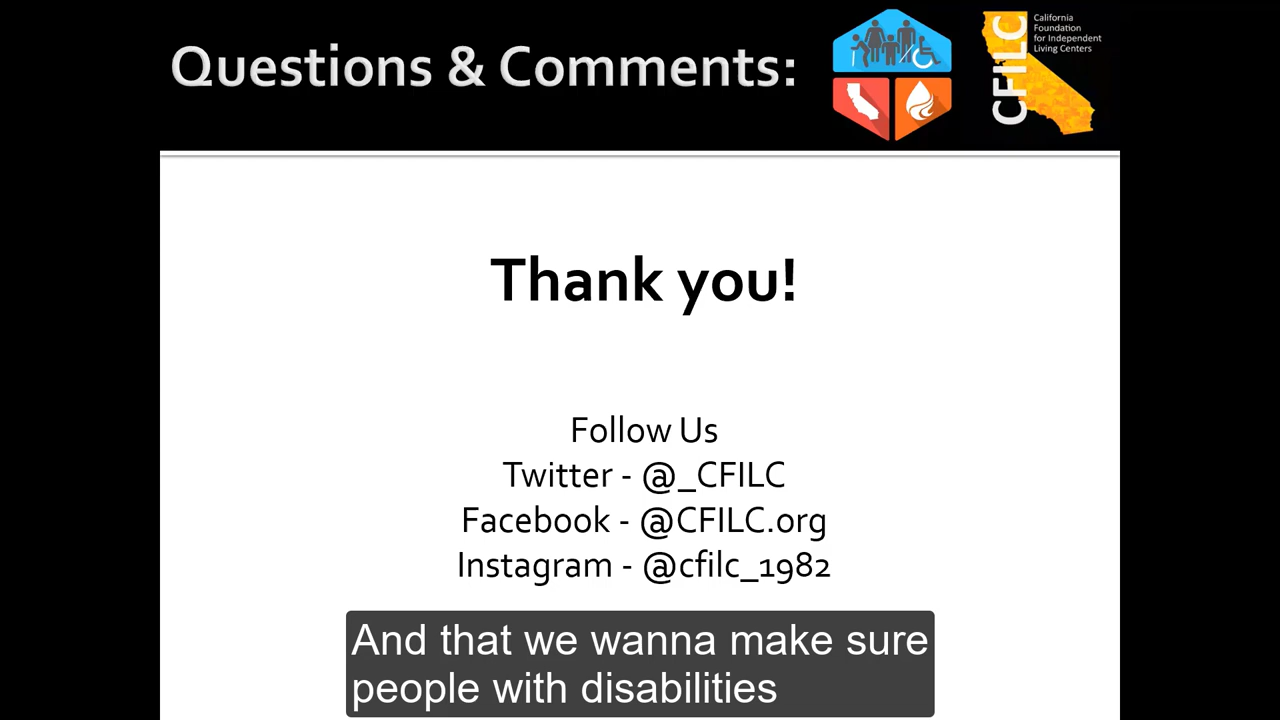 Questions & Comments:
CFILC
California
Foundation
for Independent
Living Centers
Thank you!
Follow Us
Twitter - @_CFILC
Facebook - @CFILC.org
Instagram - @cfilc_1982
And that we wanna make sure
people with disabilities